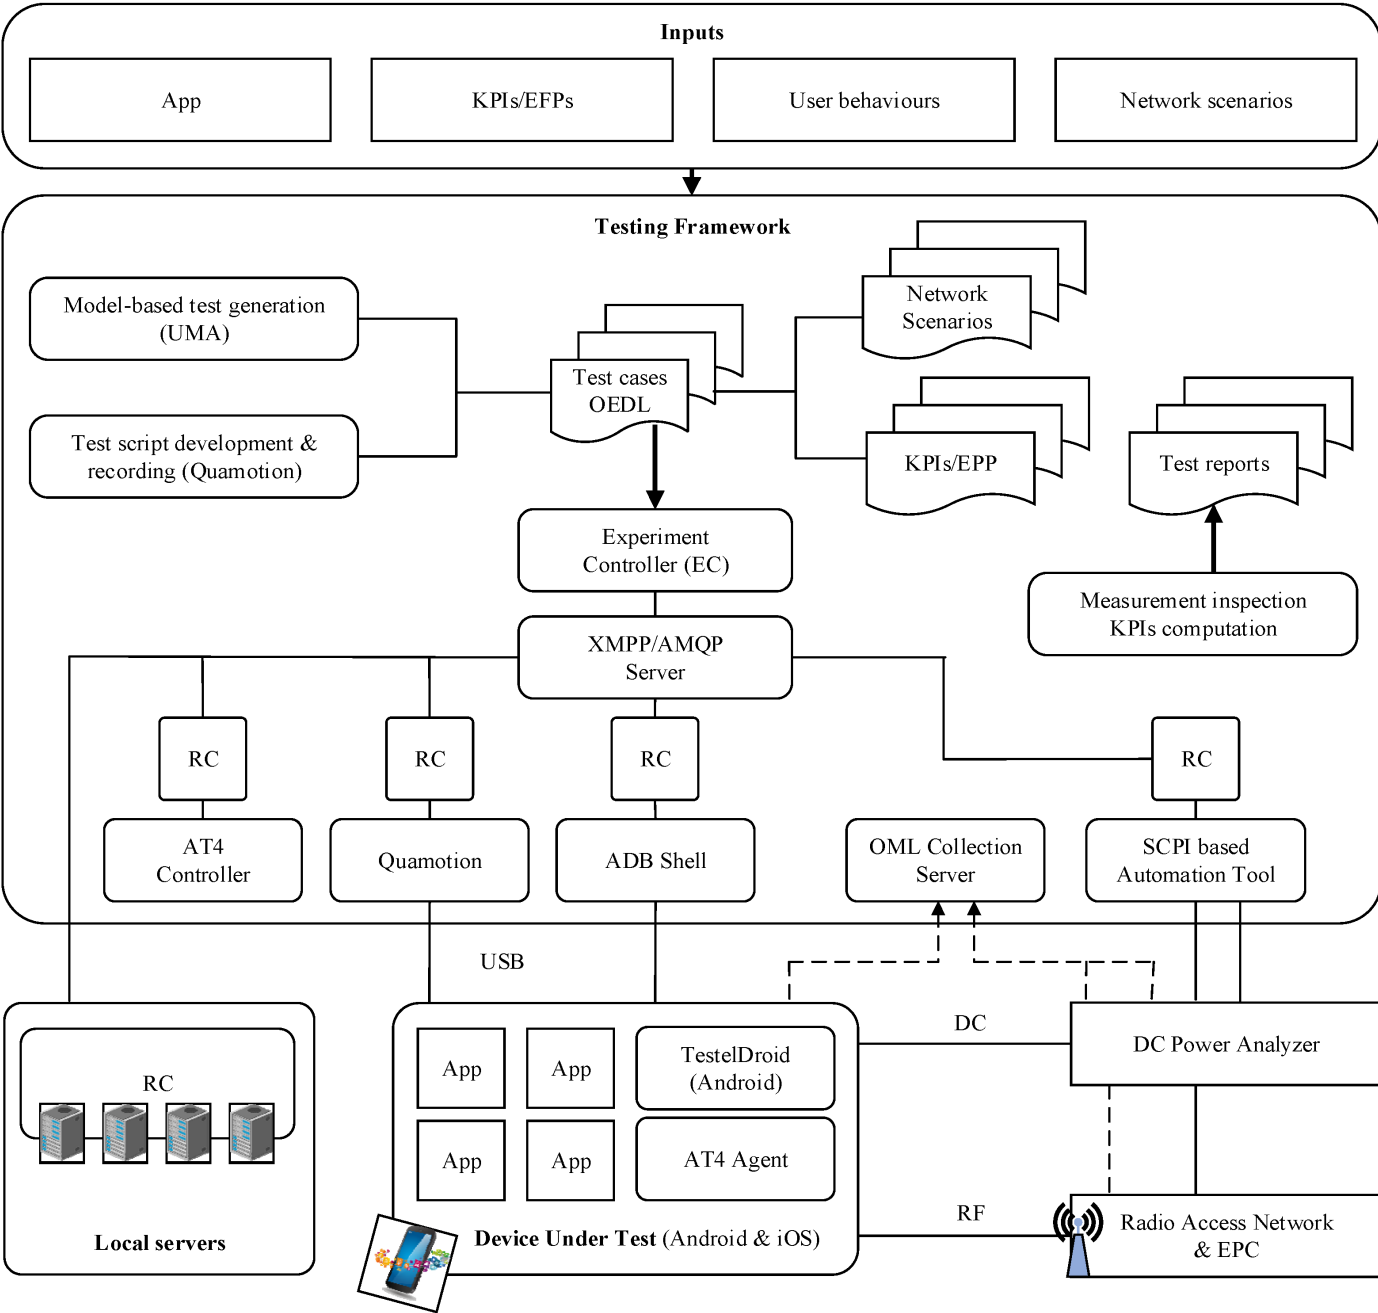 Inputs
App
KPIs/EFPs
User behaviours
Network scenarios
Testing Framework
Model-based test generation
(UMA)
Test script development &
recording (Quamotion)
Test cases
OEDL
Network
Scenarios
KPIs/EPP
Test reports
Experiment
Controller (EC)
Measurement inspection
KPIs computation
XMPP/AMQP
Server
RC
RC
RC
RC
AT4
Controller
Quamotion
ADB Shell
OML Collection
Server
SCPI based
Automation Tool
USB
RC
Local servers
App
App
TestelDroid
(Android)
App
App
AT4 Agent
Device Under Test (Android & iOS)
DC
DC Power Analyzer
RF
Radio Access Network
& EPC